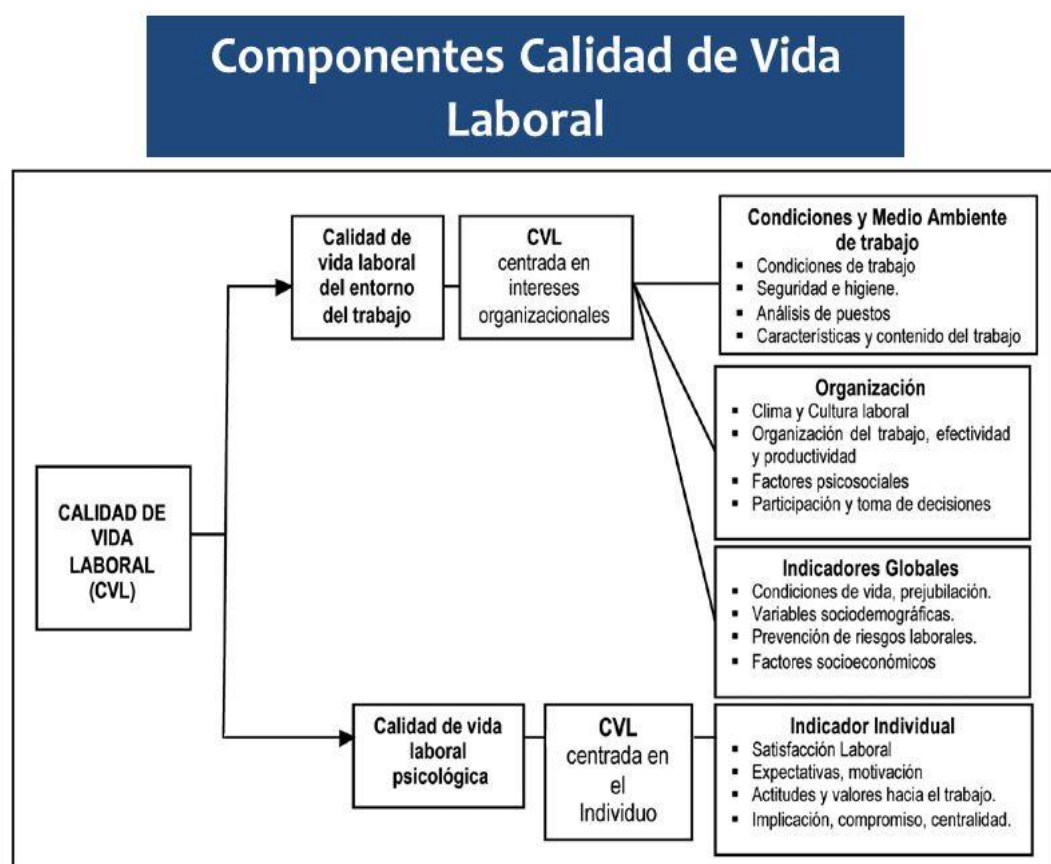 Componentes Calidad de Vida
Laboral
CALIDAD DE
VIDA
LABORAL
(CVL)
Calidad de
vida laboral
del entorno
del trabajo
CVL
centrada en
intereses
organizacionales
Condiciones y Medio Ambiente
de trabajo
▪ Condiciones de trabajo
▪ Seguridad e higiene.
▪ Análisis de puestos
▪ Características y contenido del trabajo
Organización
▪ Clima y Cultura laboral
▪ Organización del trabajo, efectividad
y productividad
▪ Factores psicosociales
▪ Participación y toma de decisiones
Indicadores Globales
▪ Condiciones de vida, prejubilación.
▪ Variables sociodemográficas.
▪ Prevención de riesgos laborales.
▪ Factores socioeconómicos
Calidad de vida
laboral
psicológica
CVL
centrada en
el
Individuo
Indicador Individual
▪ Satisfacción Laboral
▪ Expectativas, motivación
▪ Actitudes y valores hacia el trabajo.
▪ Implicación, compromiso, centralidad.